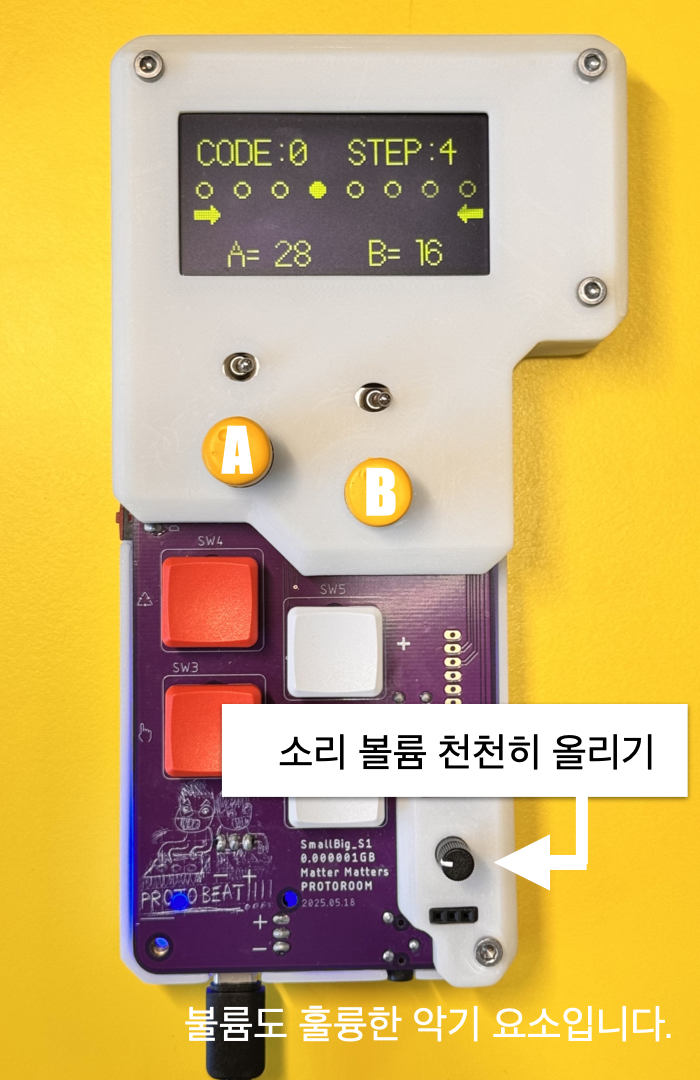 CODE:0 STEP:4
A= 28 B= 16
A
B
SW4
SW5
+
SW3
소리 볼륨 천천히 올리기
SmallBig_S1
0.000001GB
Matter Matters
PROTOROOM
2025.05.18
- +
PROTO BEAT
+
-
볼륨도 훌륭한 악기 요소입니다.